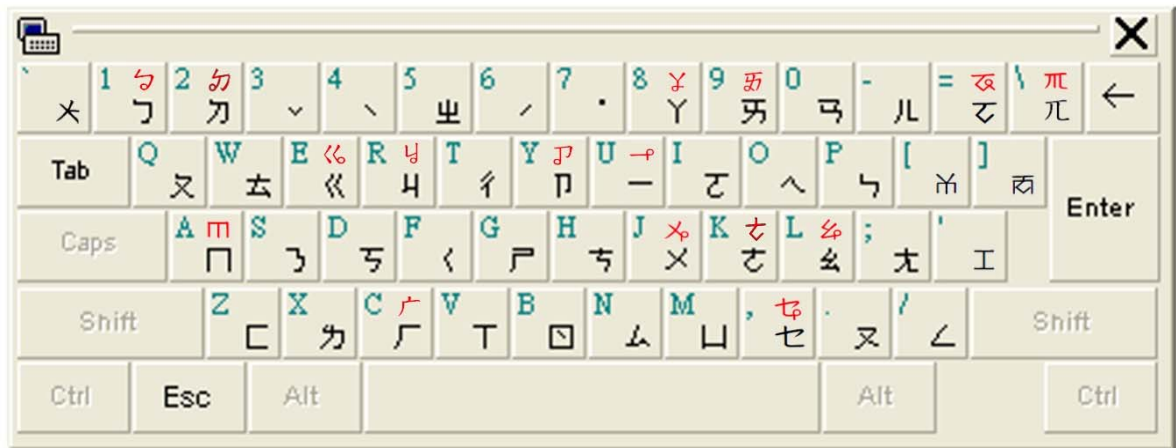 ` 1 ㆠ ㄅ 2 ㄉ 3 ˇ 4 ˋ 5 ㄓ 6 ˊ 7 ˙ 8 ㆩ ㄚ 9 ㆮ ㄞ 0 ㄢ - ㄦ = ㆧ ㆦ \ ㄫ ←
Tab Q ㄆ W ㄊ E ㆣ ㄍ R ㆢ ㄐ T ㄔ Y ㆡ ㄗ U ㆪ ㄧ I ㄛ O ㄟ P ㄣ [ ㆬ ] ㆰ Enter
Caps A ㄇ S ㄋ D ㄎ F ㄑ G ㄕ H ㄘ J ㆫ ㄨ K ㄜ L ㆯ ㄠ ; ㄤ '
Shift Z ㄈ X ㄌ C ㄏ V ㄒ B ㄖ N ㄙ M ㄩ , ㆥ ㆤ . ㄡ / ㄥ Shift
Ctrl Esc Alt Alt Ctrl